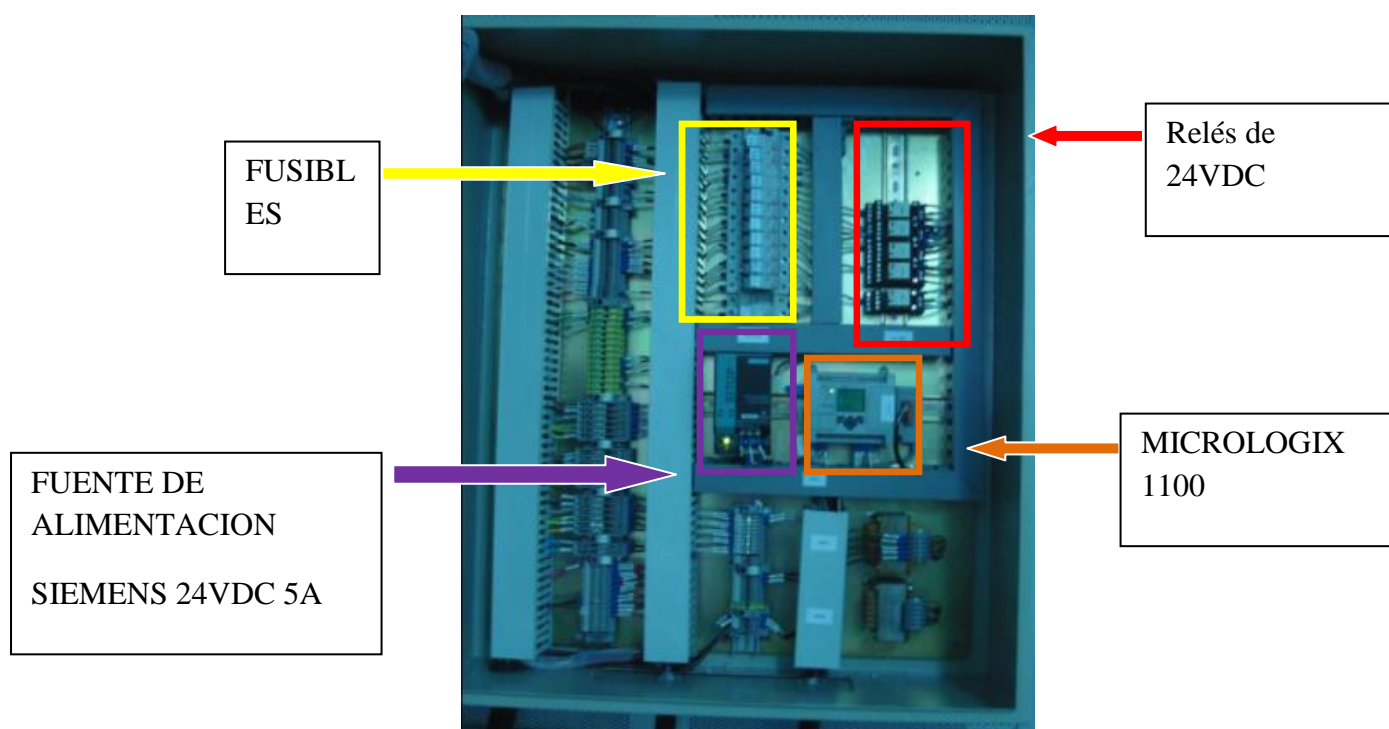 FUSIBL
ES
Relés de
24VDC
FUENTE DE
ALIMENTACION
SIEMENS 24VDC 5A
MICROLOGIX
1100